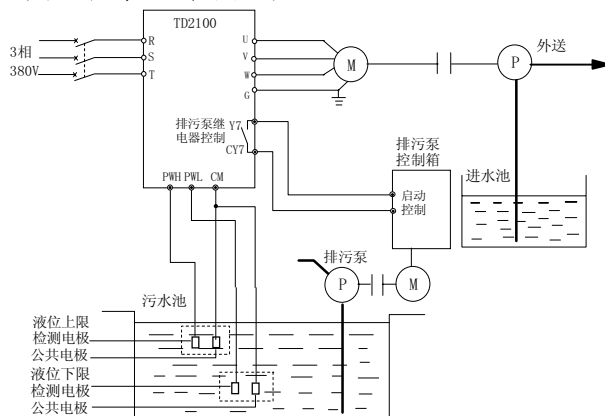 TD2100
3相
380V
R
S
T
U
V
W
G
M
P
外送
排污泵继
电器控制
Y7
CY7
PWH PWL CM
排污泵
控制箱
启动
控制
进水池
排污泵
P
M
污水池
液位上限
检测电极
公共电极
液位下限
检测电极
公共电极